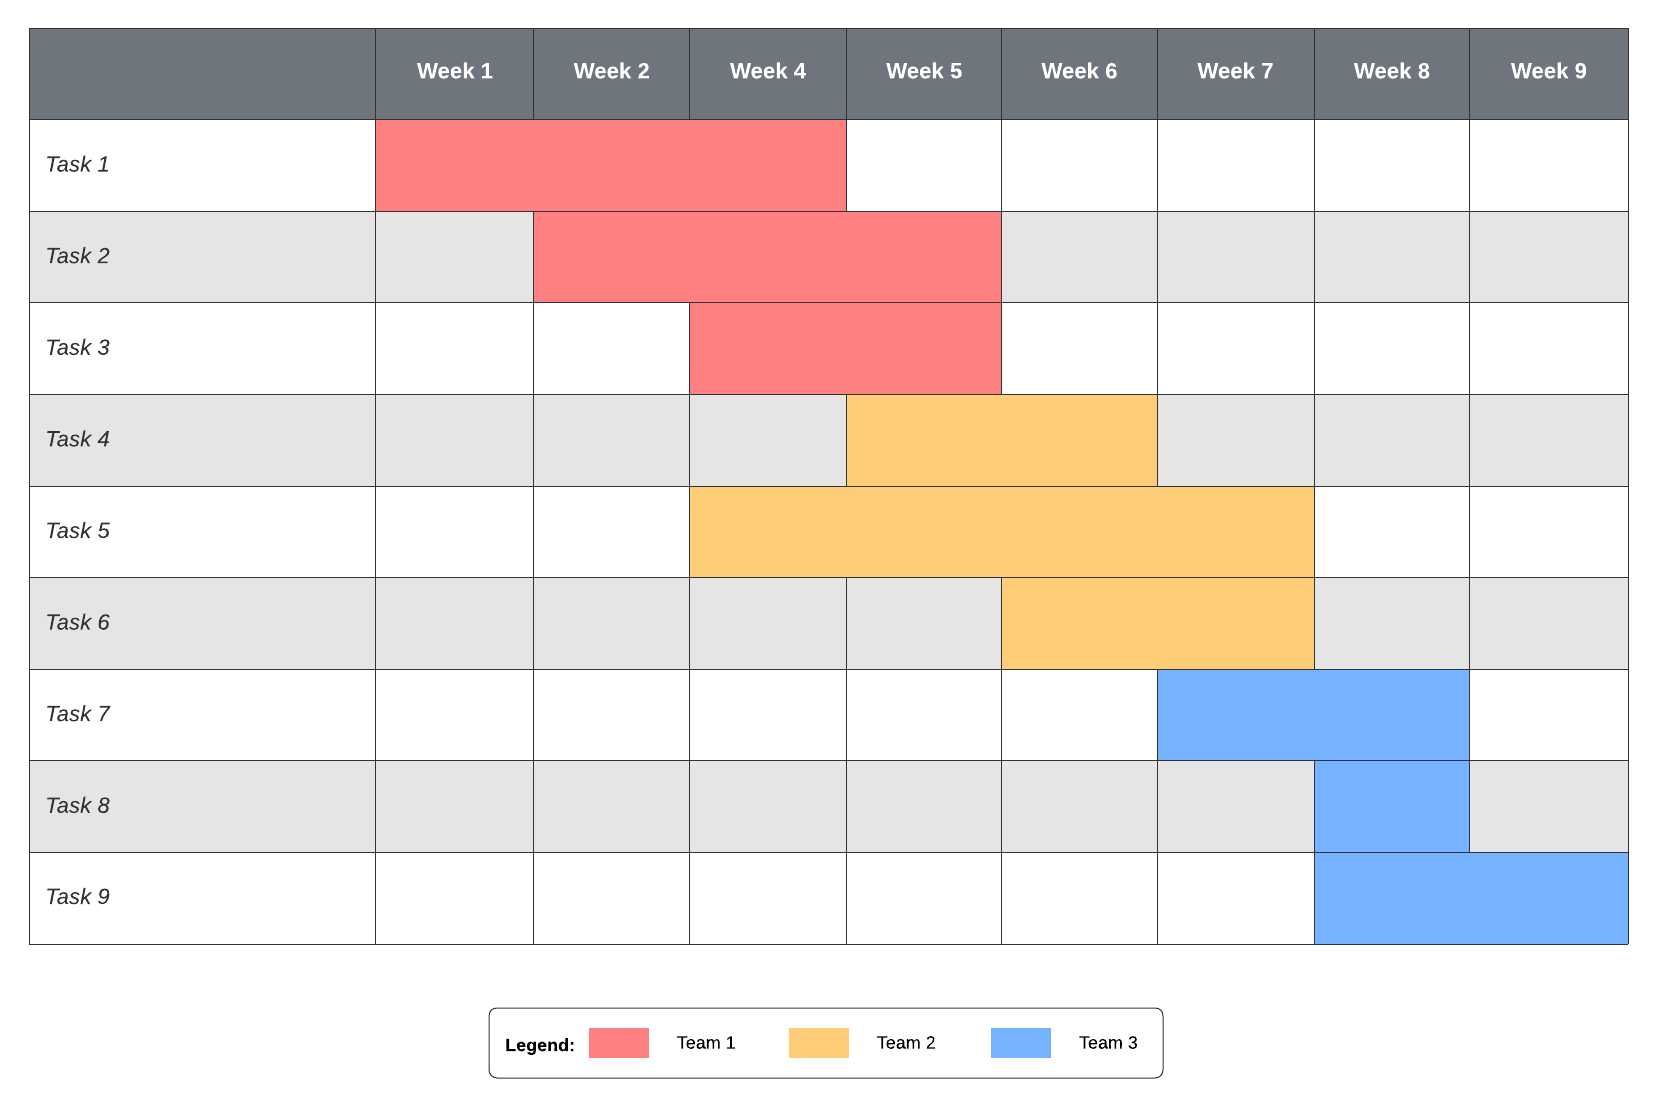 Week 1 Week 2 Week 4 Week 5 Week 6 Week 7 Week 8 Week 9
Task 1
Task 2
Task 3
Task 4
Task 5
Task 6
Task 7
Task 8
Task 9
Legend: Team 1 Team 2 Team 3